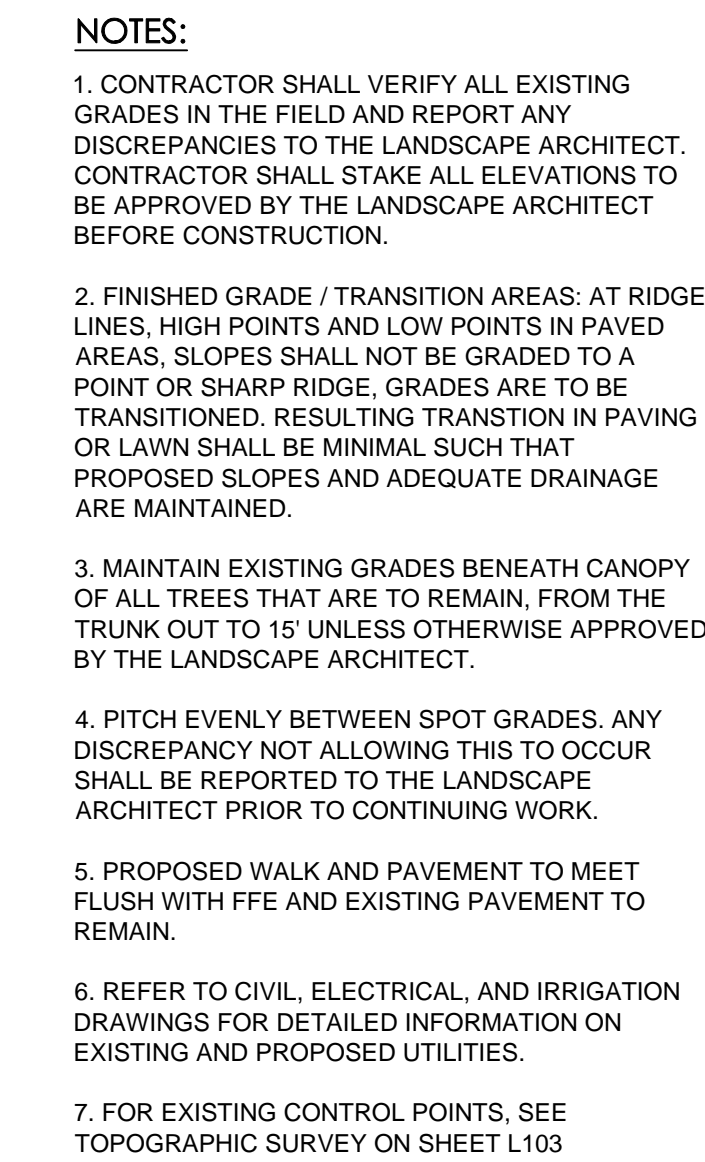 NOTES:
1. CONTRACTOR SHALL VERIFY ALL EXISTING
GRADES IN THE FIELD AND REPORT ANY
DISCREPANCIES TO THE LANDSCAPE ARCHITECT.
CONTRACTOR SHALL STAKE ALL ELEVATIONS TO
BE APPROVED BY THE LANDSCAPE ARCHITECT
BEFORE CONSTRUCTION.
2. FINISHED GRADE / TRANSITION AREAS: AT RIDGE
LINES, HIGH POINTS AND LOW POINTS IN PAVED
AREAS, SLOPES SHALL NOT BE GRADED TO A
POINT OR SHARP RIDGE, GRADES ARE TO BE
TRANSITIONED. RESULTING TRANSTION IN PAVING
OR LAWN SHALL BE MINIMAL SUCH THAT
PROPOSED SLOPES AND ADEQUATE DRAINAGE
ARE MAINTAINED.
3. MAINTAIN EXISTING GRADES BENEATH CANOPY
OF ALL TREES THAT ARE TO REMAIN, FROM THE
TRUNK OUT TO 15' UNLESS OTHERWISE APPROVED
BY THE LANDSCAPE ARCHITECT.
4. PITCH EVENLY BETWEEN SPOT GRADES. ANY
DISCREPANCY NOT ALLOWING THIS TO OCCUR
SHALL BE REPORTED TO THE LANDSCAPE
ARCHITECT PRIOR TO CONTINUING WORK.
5. PROPOSED WALK AND PAVEMENT TO MEET
FLUSH WITH FFE AND EXISTING PAVEMENT TO
REMAIN.
6. REFER TO CIVIL, ELECTRICAL, AND IRRIGATION
DRAWINGS FOR DETAILED INFORMATION ON
EXISTING AND PROPOSED UTILITIES.
7. FOR EXISTING CONTROL POINTS, SEE
TOPOGRAPHIC SURVEY ON SHEET L103